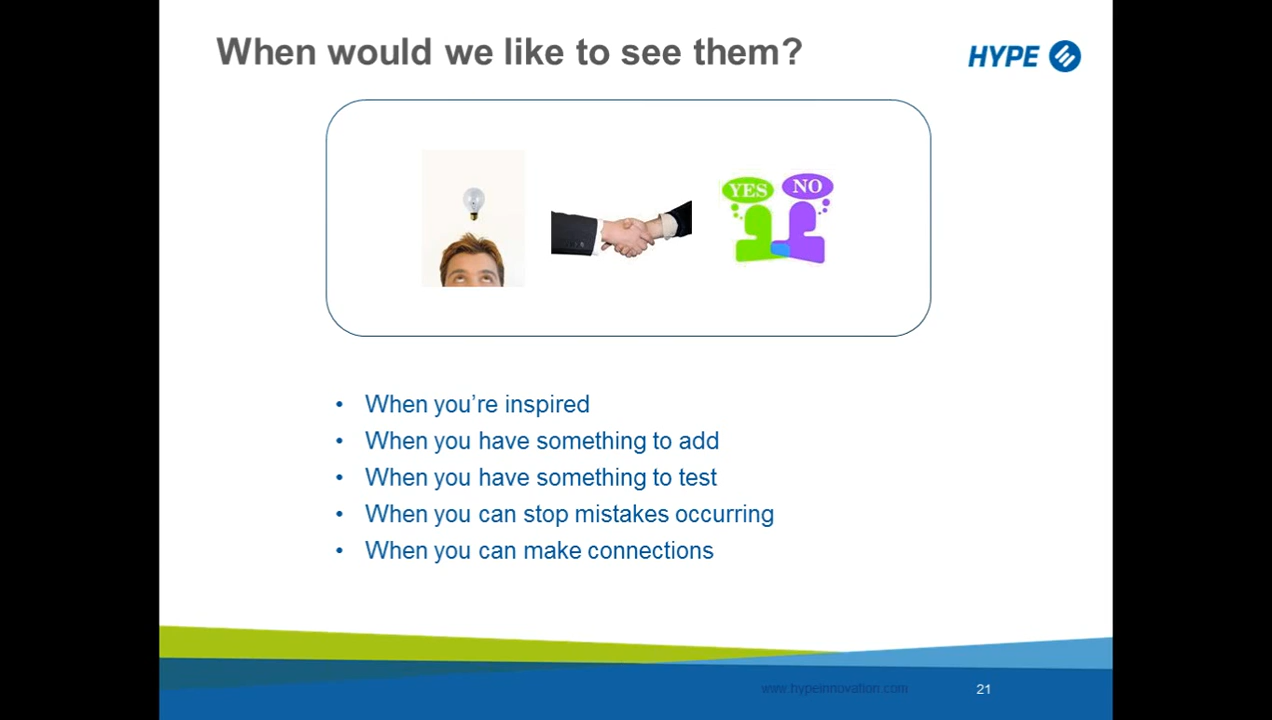 When would we like to see them?
HYPE
YES NO
• When you’re inspired
• When you have something to add
• When you have something to test
• When you can stop mistakes occurring
• When you can make connections
www.hypeinnovation.com 21